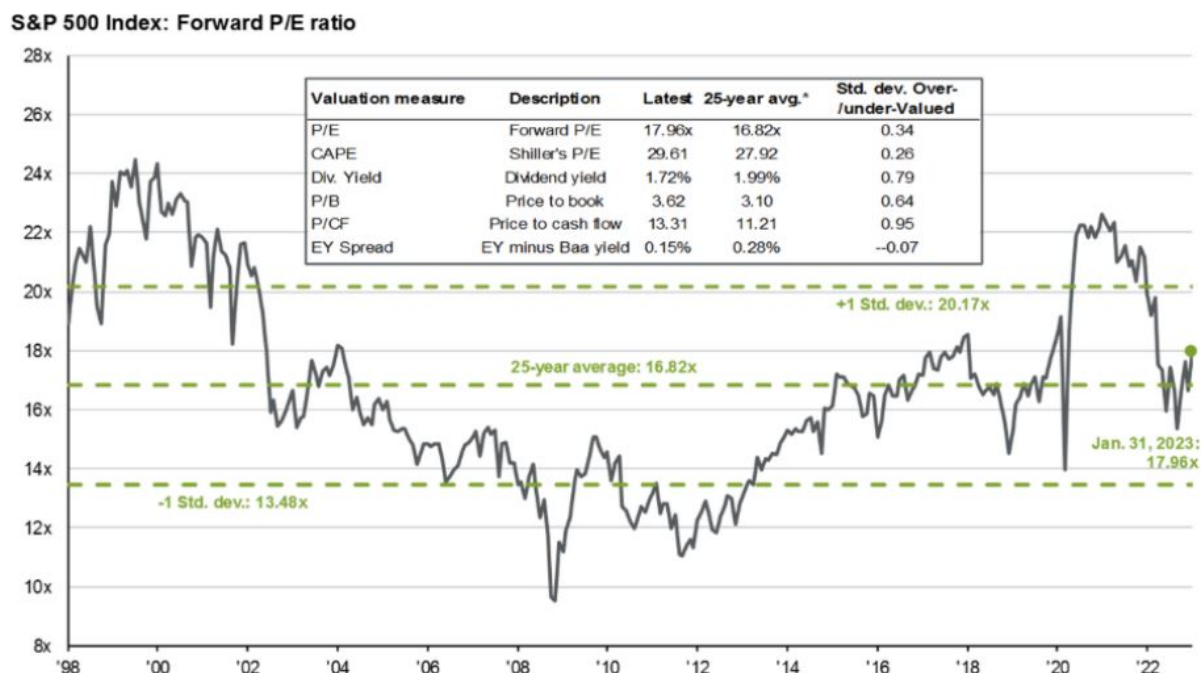 S&P 500 Index: Forward P/E ratio
28x
26x
24x
22x
20x
18x
16x
14x
12x
10x
8x
Valuation measure Description Latest 25-year avg.* Std. dev. Over-
/under-Valued
P/E Forward P/E 17.96x 16.82x 0.34
CAPE Shiller's P/E 29.61 27.92 0.26
Div. Yield Dividend yield 1.72% 1.99% 0.79
P/B Price to book 3.62 3.10 0.64
P/CF Price to cash flow 13.31 11.21 0.95
EY Spread EY minus Baa yield 0.15% 0.28% --0.07
+1 Std. dev.: 20.17x
25-year average: 16.82x
Jan. 31, 2023:
17.96x
-1 Std. dev.: 13.48x
'98 '00 '02 '04 '06 '08 '10 '12 '14 '16 '18 '20 '22